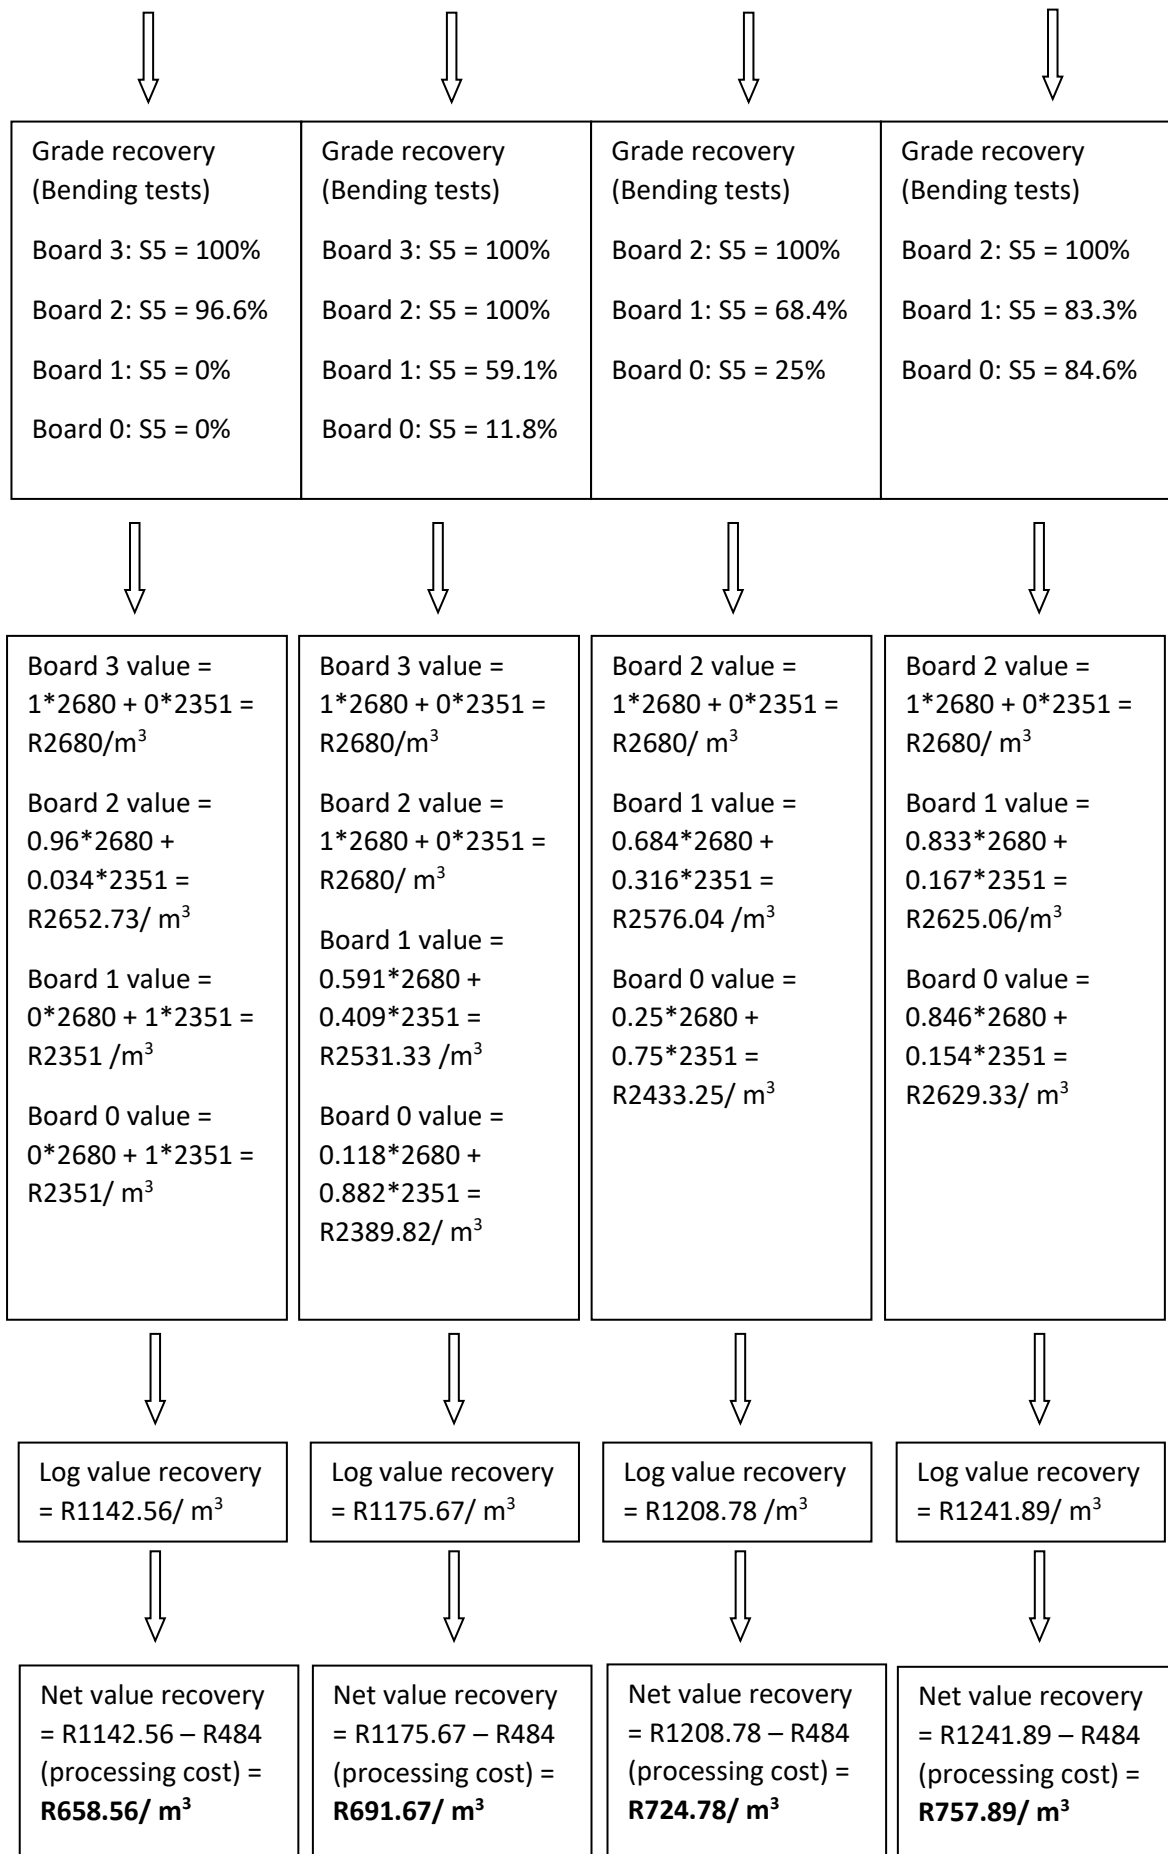 Grade recovery
(Bending tests)
Board 3: S5 = 100%
Board 2: S5 = 96.6%
Board 1: S5 = 0%
Board 0: S5 = 0%
Grade recovery
(Bending tests)
Board 3: S5 = 100%
Board 2: S5 = 100%
Board 1: S5 = 59.1%
Board 0: S5 = 11.8%
Grade recovery
(Bending tests)
Board 2: S5 = 100%
Board 1: S5 = 68.4%
Board 0: S5 = 25%
Grade recovery
(Bending tests)
Board 2: S5 = 100%
Board 1: S5 = 83.3%
Board 0: S5 = 84.6%
Board 3 value =
1*2680 + 0*2351 =
R2680/m³
Board 2 value =
0.96*2680 +
0.034*2351 =
R2652.73/ m³
Board 1 value =
0*2680 + 1*2351 =
R2351 /m³
Board 0 value =
0*2680 + 1*2351 =
R2351/ m³
Board 3 value =
1*2680 + 0*2351 =
R2680/m³
Board 2 value =
1*2680 + 0*2351 =
R2680/ m³
Board 1 value =
0.591*2680 +
0.409*2351 =
R2531.33 /m³
Board 0 value =
0.118*2680 +
0.882*2351 =
R2389.82/ m³
Board 2 value =
1*2680 + 0*2351 =
R2680/ m³
Board 1 value =
0.684*2680 +
0.316*2351 =
R2576.04 /m³
Board 0 value =
0.25*2680 +
0.75*2351 =
R2433.25/ m³
Board 2 value =
1*2680 + 0*2351 =
R2680/ m³
Board 1 value =
0.833*2680 +
0.167*2351 =
R2625.06/m³
Board 0 value =
0.846*2680 +
0.154*2351 =
R2629.33/ m³
Log value recovery
= R1142.56/ m³
Log value recovery
= R1175.67/ m³
Log value recovery
= R1208.78 /m³
Log value recovery
= R1241.89/ m³
Net value recovery
= R1142.56 – R484
(processing cost) =
R658.56/ m³
Net value recovery
= R1175.67 – R484
(processing cost) =
R691.67/ m³
Net value recovery
= R1208.78 – R484
(processing cost) =
R724.78/ m³
Net value recovery
= R1241.89 – R484
(processing cost) =
R757.89/ m³